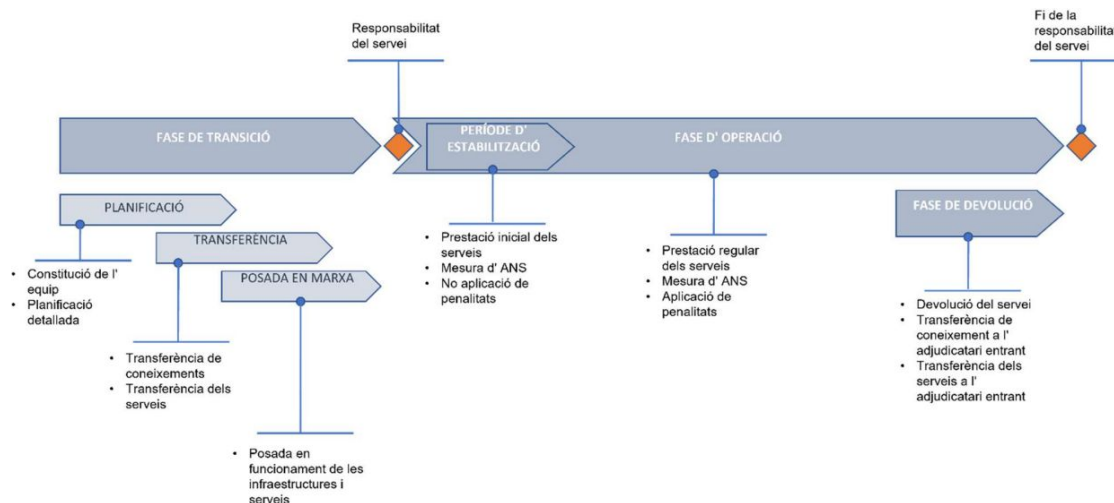 Responsabilitat
del servei
Fi de la
responsabilitat
del servei
FASE DE TRANSICIÓ
PERÍODE D'
ESTABILITZACIÓ
FASE D' OPERACIÓ
PLANIFICACIÓ
TRANSFERÈNCIA
POSADA EN MARXA
FASE DE DEVOLUCIÓ
• Constitució de l'
equip
• Planificació
detallada
• Transferència de
coneixements
• Transferència dels
serveis
• Posada en
funcionament de les
infraestructures i
serveis
• Prestació inicial dels
serveis
• Mesura d' ANS
• No aplicació de
penalitats
• Prestació regular
dels serveis
• Mesura d' ANS
• Aplicació de
penalitats
• Devolució del servei
• Transferència de
coneixement a l'
adjudicatari entrant
• Transferència dels
serveis a l'
adjudicatari entrant